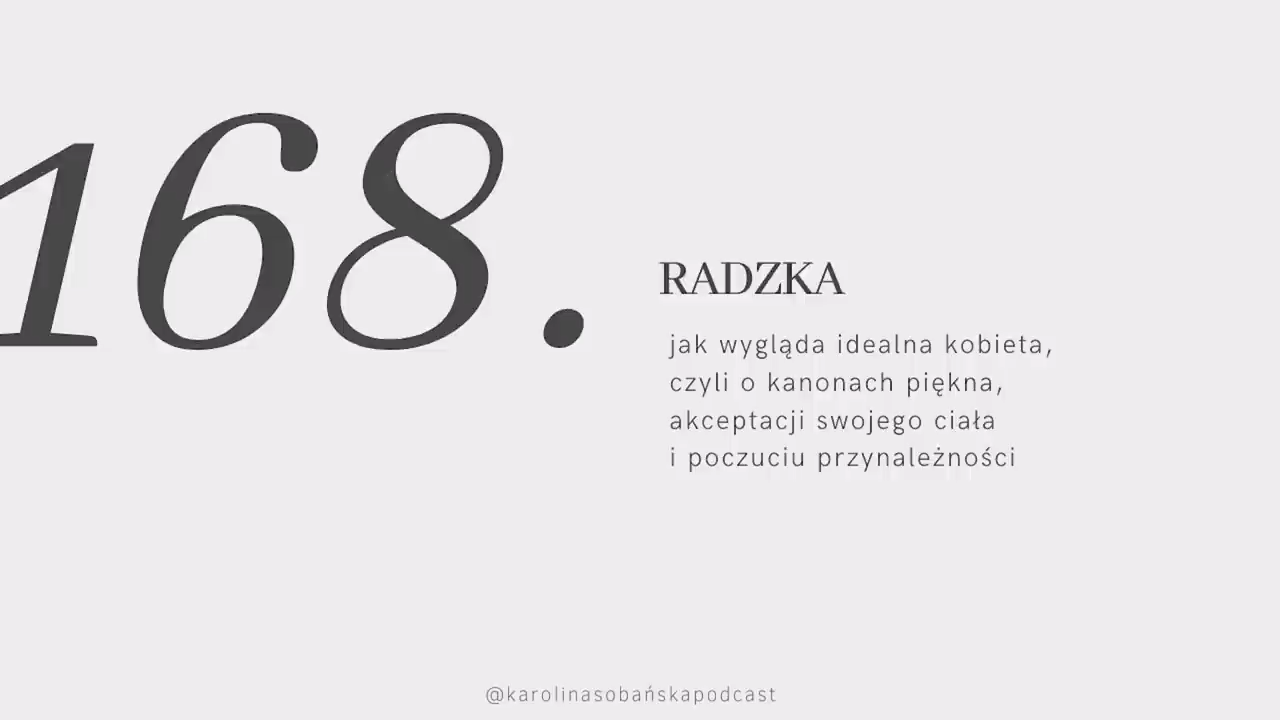 168.
RADZKA
jak wygląda idealna kobieta,
czyli o kanonach piękna,
akceptacji swojego ciała
i poczuciu przynależności
@karolinasobańskapodcast